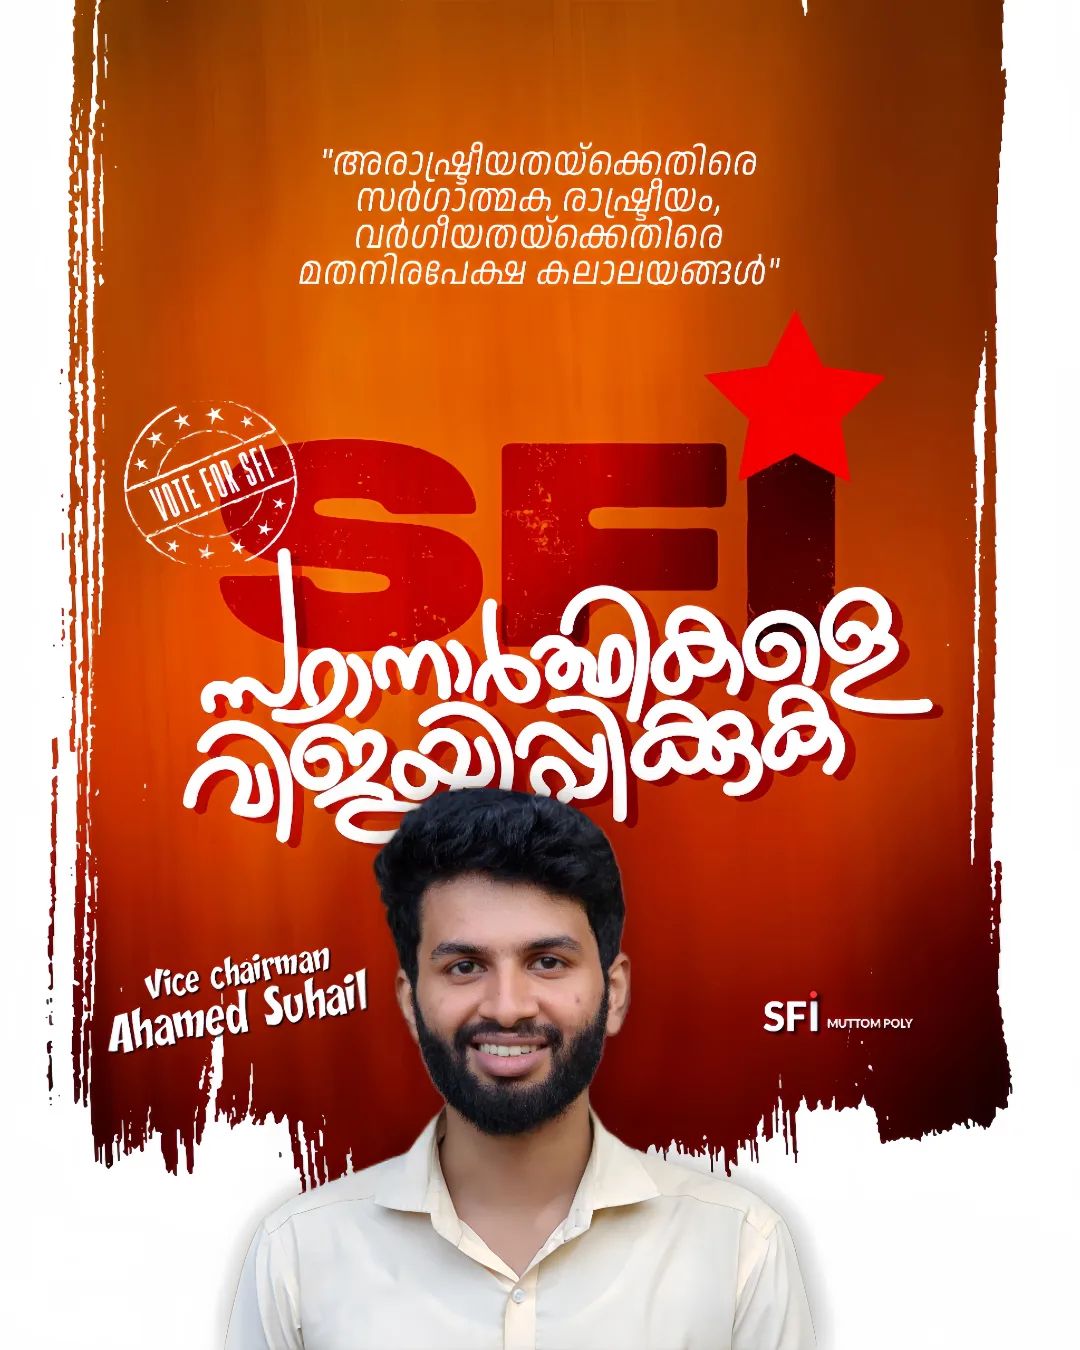 "അരാഷ്ട്രീയതയ്ക്കെതിരെ
സർഗാത്മക രാഷ്ട്രീയം,
വർഗീയതയ്ക്കെതിരെ
മതനിരപേക്ഷ കലാലയങ്ങൾ"
VOTE FOR SFI
SFI
സ്ഥാനാർത്ഥികളെ
വിജയിപ്പിക്കുക
Vice chairman
Ahamed Suhail
SFI MUTTOM POLY